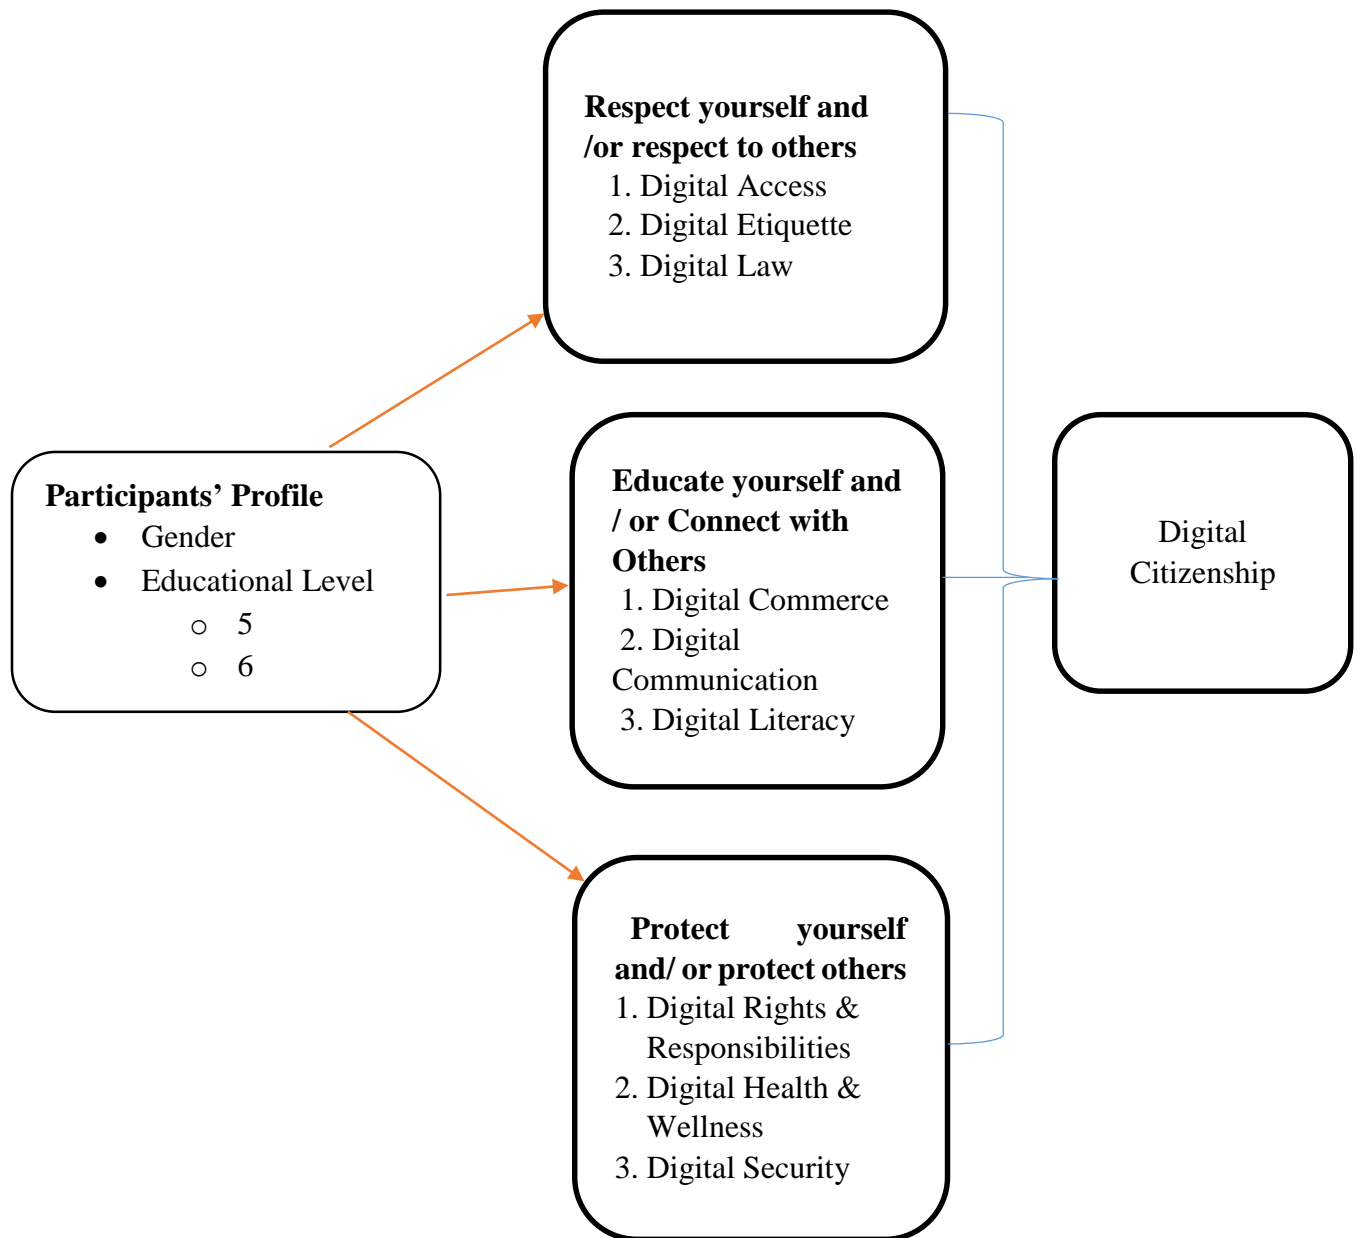 Respect yourself and
/or respect to others
1. Digital Access
2. Digital Etiquette
3. Digital Law
Participants’ Profile
• Gender
• Educational Level
o 5
o 6
Educate yourself and
/ or Connect with
Others
1. Digital Commerce
2. Digital
Communication
3. Digital Literacy
Digital
Citizenship
Protect yourself
and/ or protect others
1. Digital Rights &
Responsibilities
2. Digital Health &
Wellness
3. Digital Security